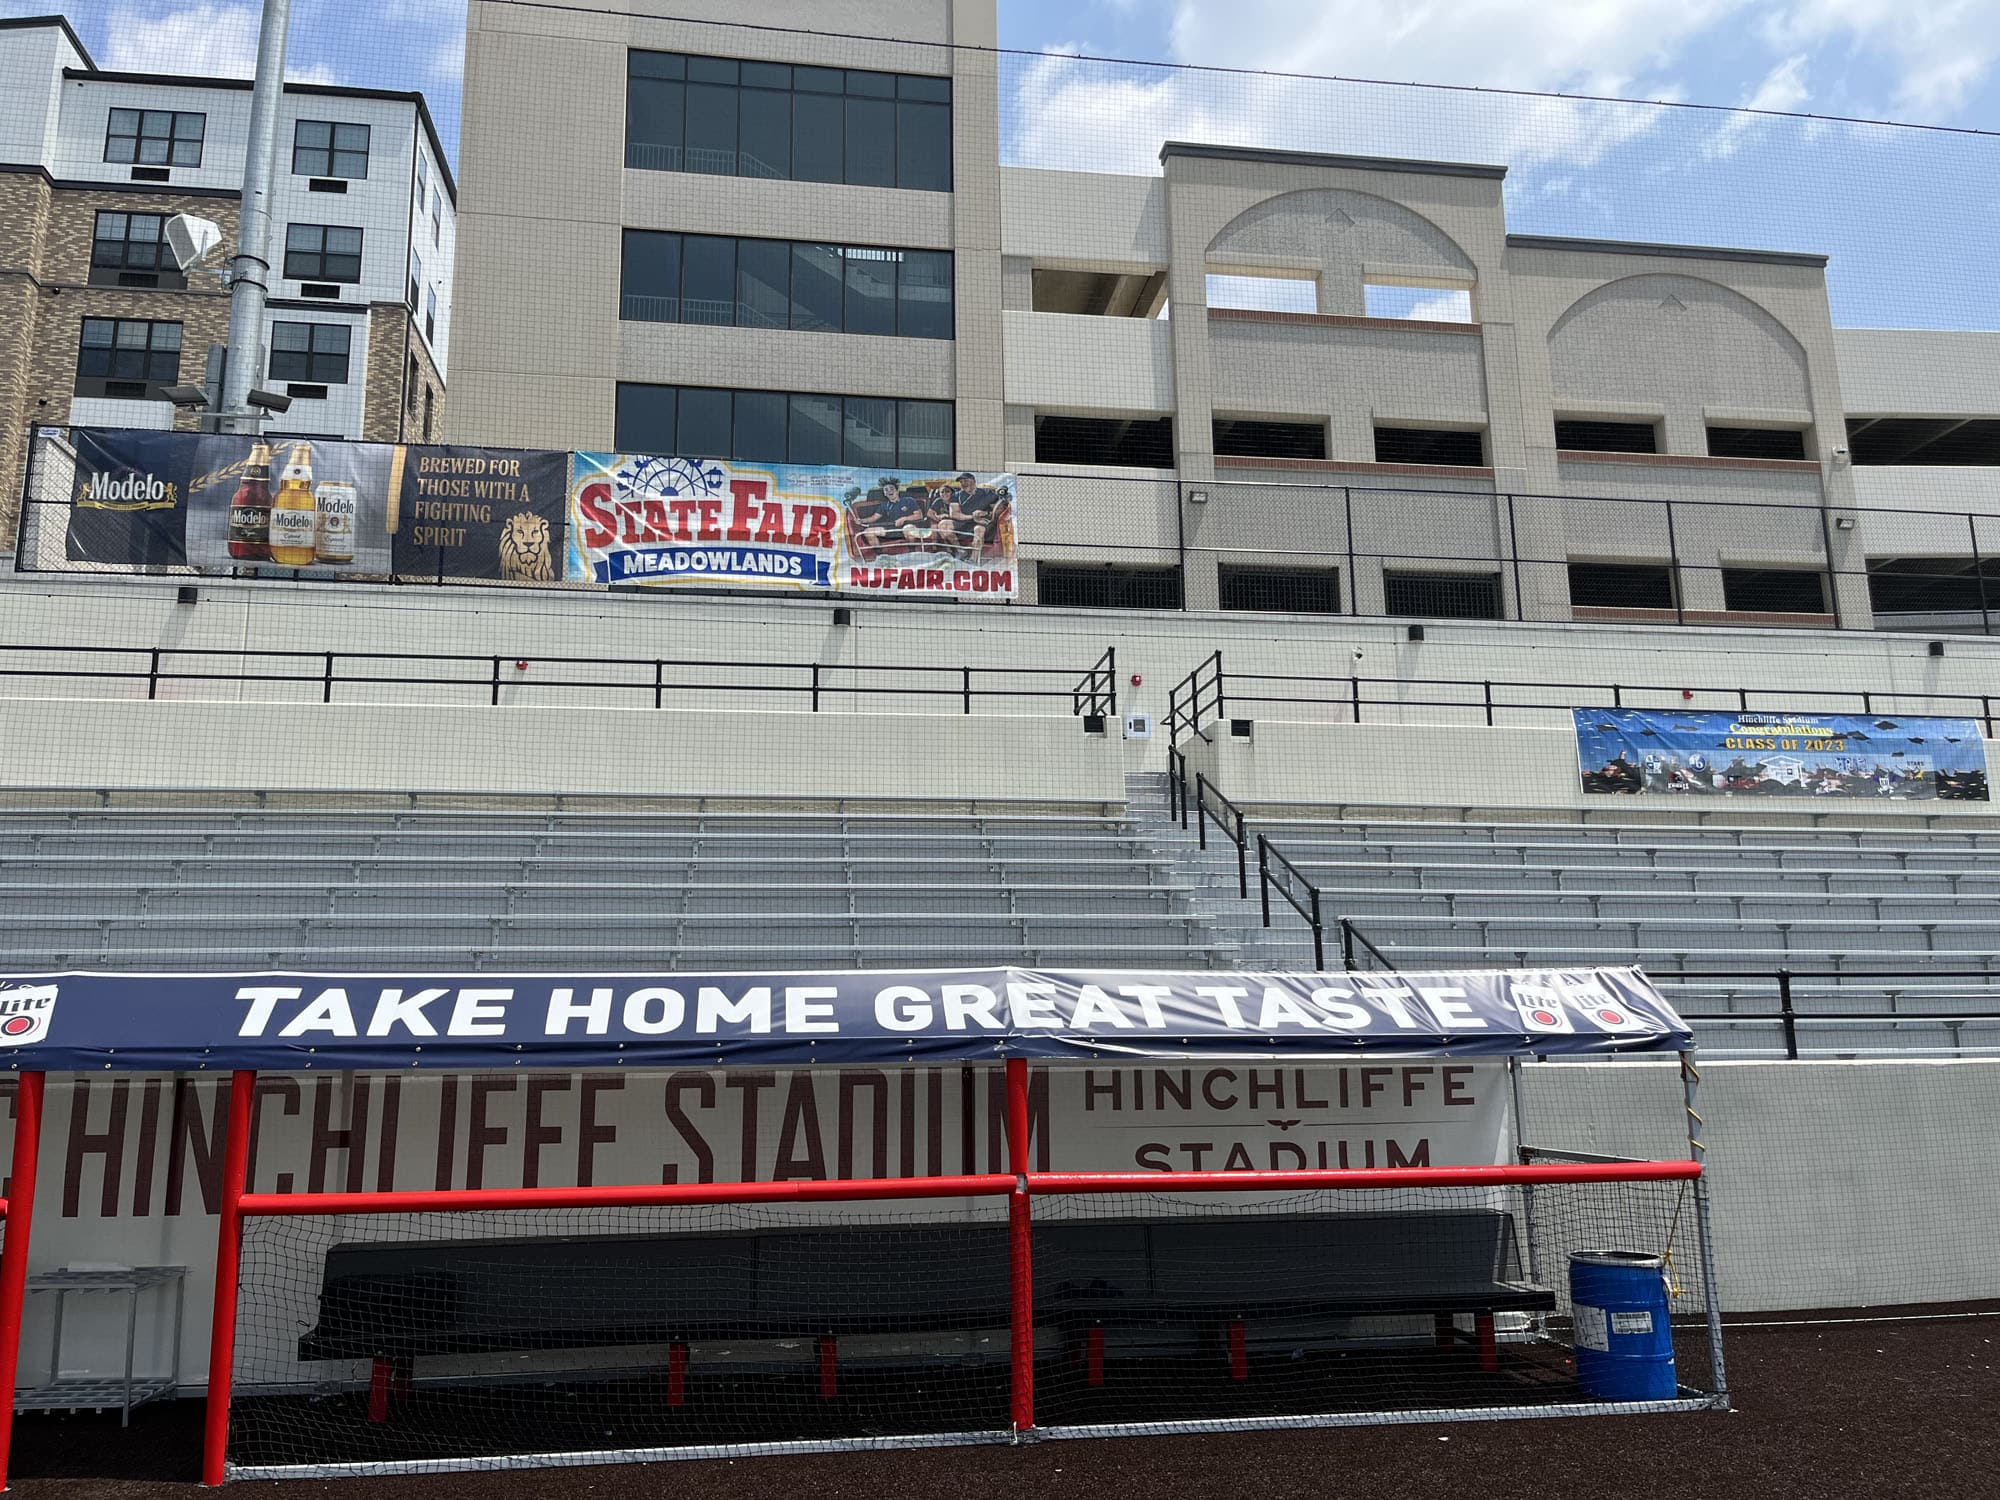 Modelo
Modelo
Modelo
Modelo
BREWED FOR
THOSE WITH A
FIGHTING
SPIRIT
STATE FAIR
MEADOWLANDS
NJFAIR.COM
Hinchliffe Stadium
Congratulations
CLASS OF 2023
Lite
TAKE HOME GREAT TASTE
Lite
Lite
HINCHLIFFE STADIUM
HINCHLIFFE
STADIUM